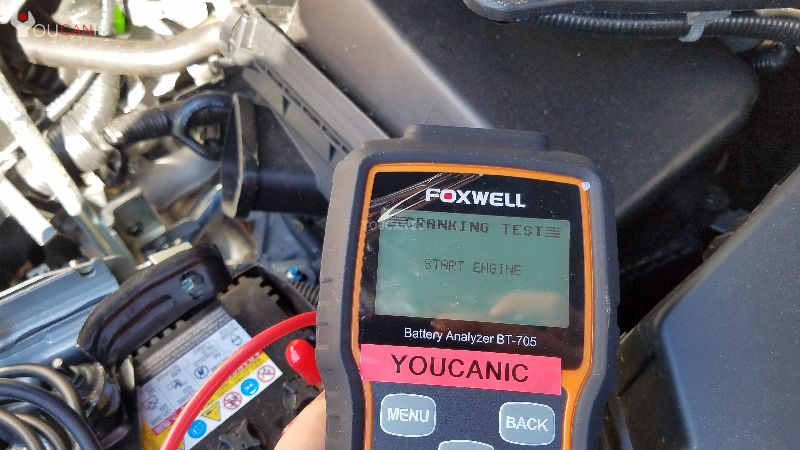 YOUCANIC
FOXWELL
CRANKING TEST
START ENGINE
Battery Analyzer BT-705
YOUCANIC
MENU
BACK